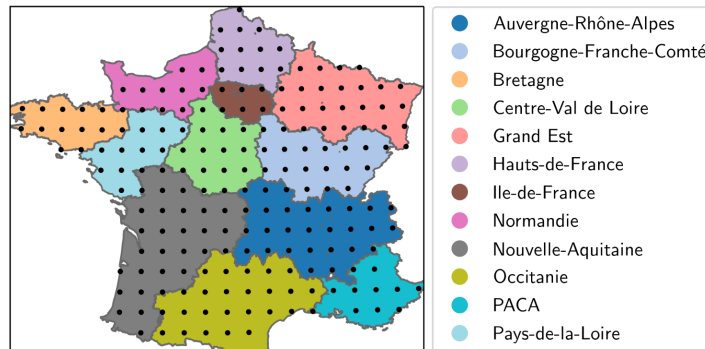 Auvergne-Rhône-Alpes
Bourgogne-Franche-Comté
Bretagne
Centre-Val de Loire
Grand Est
Hauts-de-France
Ile-de-France
Normandie
Nouvelle-Aquitaine
Occitanie
PACA
Pays-de-la-Loire